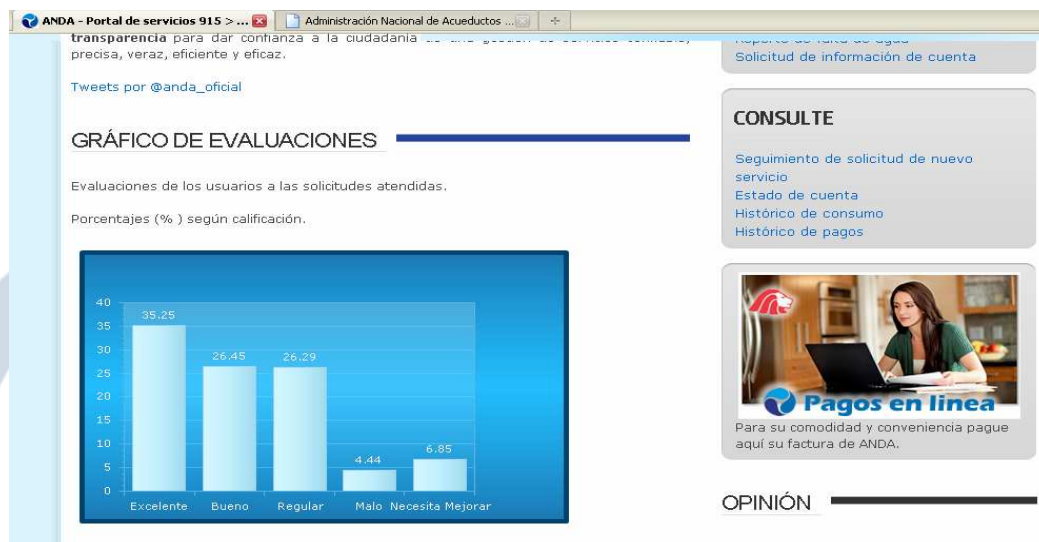 ANDA - Portal de servicios 915 > ...
Administración Nacional de Acueductos ...
transparencia para dar confianza a la ciudadanía
precisa, veraz, eficiente y eficaz.
Tweets por @anda_oficial
GRÁFICO DE EVALUACIONES
Evaluaciones de los usuarios a las solicitudes atendidas.
Porcentajes (% ) según calificación.
40
35
30
25
20
15
10
5
0
35.25
26.45
26.29
4.44
6.85
Excelente Bueno Regular Malo Necesita Mejorar
Solicitud de información de cuenta
CONSULTE
Seguimiento de solicitud de nuevo
servicio
Estado de cuenta
Histórico de consumo
Histórico de pagos
Pagos en linea
Para su comodidad y conveniencia pague
aquí su factura de ANDA.
OPINIÓN